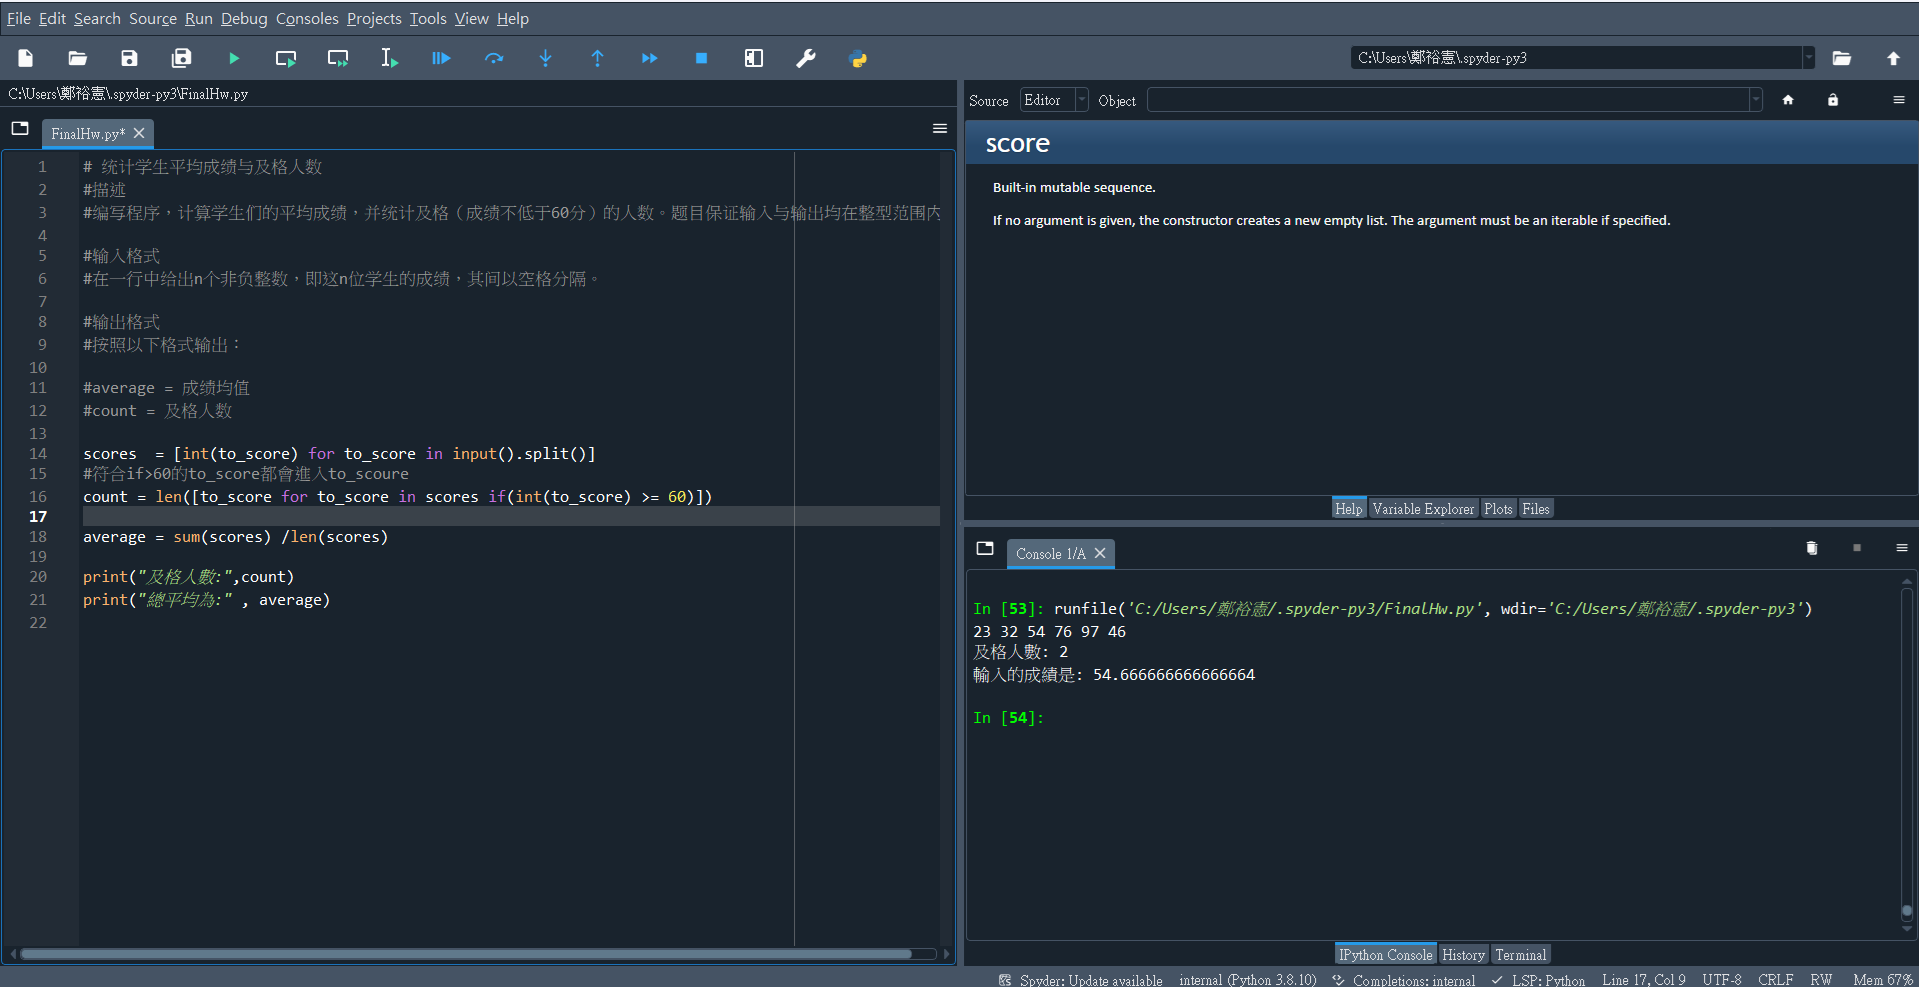 File Edit Search Source Run Debug Consoles Projects Tools View Help
C:\Users\鄭裕憲\.spyder-py3
C:\Users\鄭裕憲\.spyder-py3\FinalHw.py
FinalHw.py*
1 # 统计学生平均成绩与及格人数
2 #描述
3 #编写程序，计算学生们的平均成绩，并统计及格（成绩不低于60分）的人数。题目保证输入与输出均在整型范围内
4
5 #输入格式
6 #在一行中给出n个非负整数，即这n位学生的成绩，其间以空格分隔。
7
8 #输出格式
9 #按照以下格式输出：
10
11 #average = 成绩均值
12 #count = 及格人数
13
14 scores  = [int(to_score) for to_score in input().split()]
15 #符合if>60的to_score都會進入to_scoure
16 count = len([to_score for to_score in scores if(int(to_score) >= 60)])
17
18 average = sum(scores) /len(scores)
19
20 print("及格人數:",count)
21 print("總平均為:" , average)
22
Source Editor Object
score
Built-in mutable sequence.
If no argument is given, the constructor creates a new empty list. The argument must be an iterable if specified.
Help Variable Explorer Plots Files
Console 1/A
In [53]: runfile('C:/Users/鄭裕憲/.spyder-py3/FinalHw.py', wdir='C:/Users/鄭裕憲/.spyder-py3')
23 32 54 76 97 46
及格人數: 2
輸入的成績是: 54.666666666666664
In [54]:
IPython Console History Terminal
Spyder: Update available internal (Python 3.8.10) Completions: internal LSP: Python Line 17, Col 9 UTF-8 CRLF RW Mem 67%